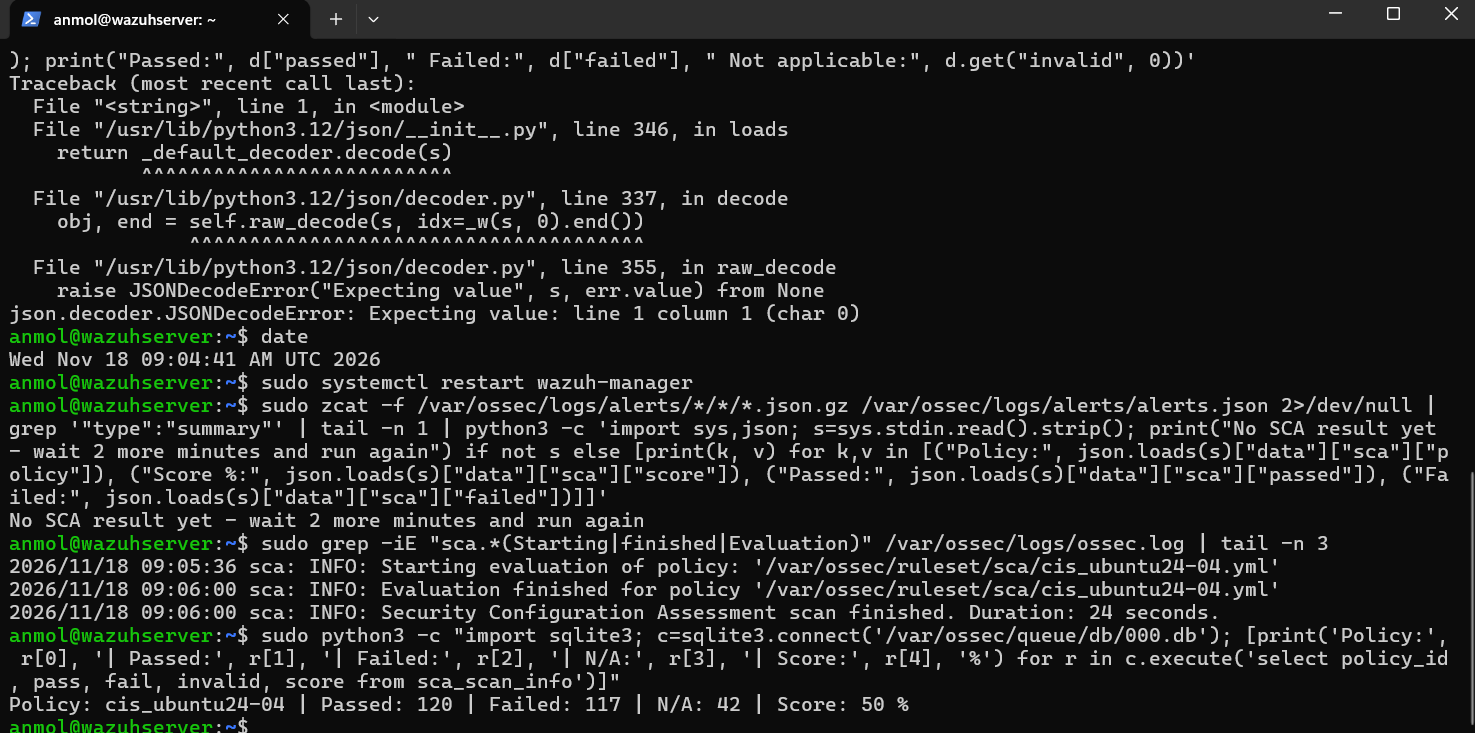 anmol@wazuhserver: ~
); print("Passed:", d["passed"], " Failed:", d["failed"], " Not applicable:", d.get("invalid", 0))'
Traceback (most recent call last):
  File "<string>", line 1, in <module>
  File "/usr/lib/python3.12/json/__init__.py", line 346, in loads
    return _default_decoder.decode(s)
           ^^^^^^^^^^^^^^^^^^^^^^^^^^
  File "/usr/lib/python3.12/json/decoder.py", line 337, in decode
    obj, end = self.raw_decode(s, idx=_w(s, 0).end())
               ^^^^^^^^^^^^^^^^^^^^^^^^^^^^^^^^^^^^^^
  File "/usr/lib/python3.12/json/decoder.py", line 355, in raw_decode
    raise JSONDecodeError("Expecting value", s, err.value) from None
json.decoder.JSONDecodeError: Expecting value: line 1 column 1 (char 0)
anmol@wazuhserver:~$ date
Wed Nov 18 09:04:41 AM UTC 2026
anmol@wazuhserver:~$ sudo systemctl restart wazuh-manager
anmol@wazuhserver:~$ sudo zcat -f /var/ossec/logs/alerts/*/*/*.json.gz /var/ossec/logs/alerts/alerts.json 2>/dev/null |
grep '"type":"summary"' | tail -n 1 | python3 -c 'import sys,json; s=sys.stdin.read().strip(); print("No SCA result yet
- wait 2 more minutes and run again") if not s else [print(k, v) for k,v in [("Policy:", json.loads(s)["data"]["sca"]["p
olicy"]), ("Score %:", json.loads(s)["data"]["sca"]["score"]), ("Passed:", json.loads(s)["data"]["sca"]["passed"]), ("Fa
iled:", json.loads(s)["data"]["sca"]["failed"])]]'
No SCA result yet - wait 2 more minutes and run again
anmol@wazuhserver:~$ sudo grep -iE "sca.*(Starting|finished|Evaluation)" /var/ossec/logs/ossec.log | tail -n 3
2026/11/18 09:05:36 sca: INFO: Starting evaluation of policy: '/var/ossec/ruleset/sca/cis_ubuntu24-04.yml'
2026/11/18 09:06:00 sca: INFO: Evaluation finished for policy '/var/ossec/ruleset/sca/cis_ubuntu24-04.yml'
2026/11/18 09:06:00 sca: INFO: Security Configuration Assessment scan finished. Duration: 24 seconds.
anmol@wazuhserver:~$ sudo python3 -c "import sqlite3; c=sqlite3.connect('/var/ossec/queue/db/000.db'); [print('Policy:',
 r[0], '| Passed:', r[1], '| Failed:', r[2], '| N/A:', r[3], '| Score:', r[4], '%') for r in c.execute('select policy_id
, pass, fail, invalid, score from sca_scan_info')]"
Policy: cis_ubuntu24-04 | Passed: 120 | Failed: 117 | N/A: 42 | Score: 50 %
anmol@wazuhserver:~$